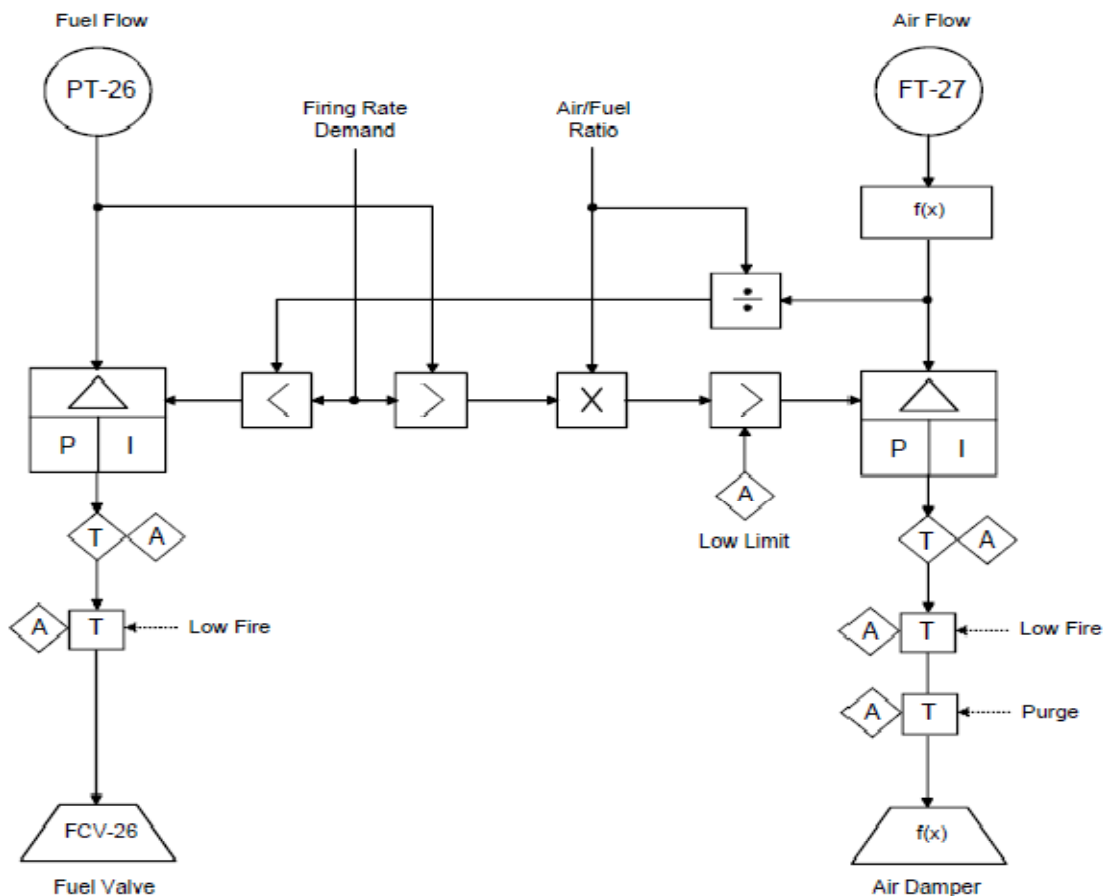 Fuel Flow
Air Flow
PT-26
FT-27
Firing Rate
Demand
Air/Fuel
Ratio
f(x)
÷
<
>
X
>
P
I
P
I
A
Low Limit
T
A
T
A
A
T
Low Fire
A
T
Low Fire
A
T
Purge
FCV-26
f(x)
Fuel Valve
Air Damper